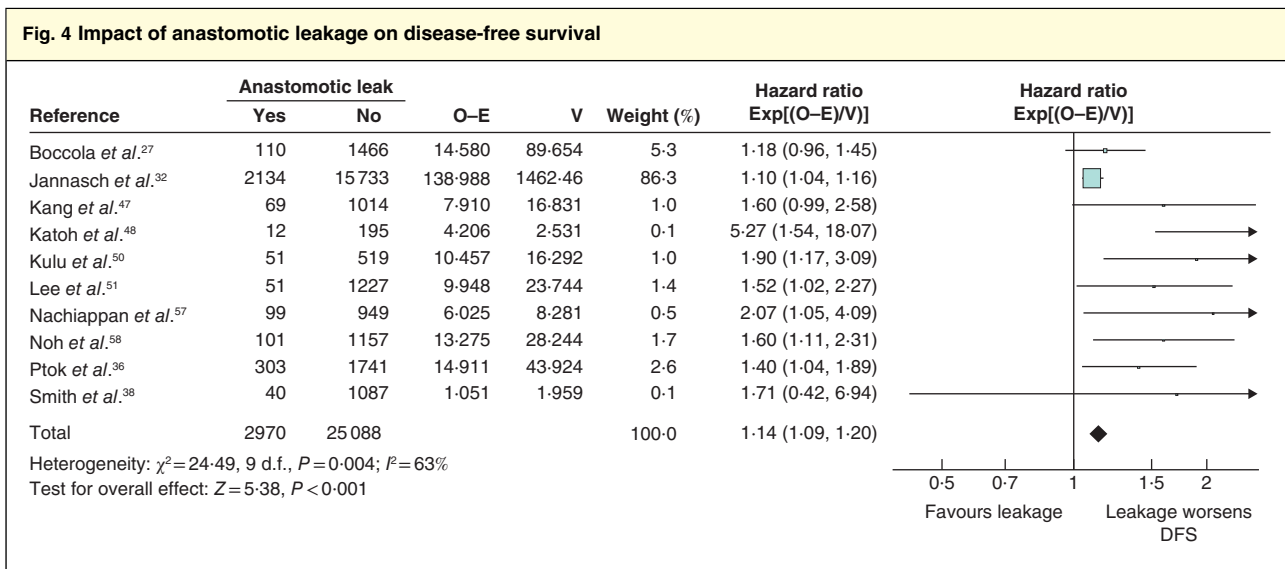 Fig. 4 Impact of anastomotic leakage on disease-free survival
Anastomotic leak Hazard ratio Hazard ratio
Reference Yes No O–E V Weight (%) Exp[(O–E)/V)] Exp[(O–E)/V)]
Boccola et al.27 110 1466 14·580 89·654 5·3 1·18 (0·96, 1·45)
Jannasch et al.32 2134 15 733 138·988 1462·46 86·3 1·10 (1·04, 1·16)
Kang et al.47 69 1014 7·910 16·831 1·0 1·60 (0·99, 2·58)
Katoh et al.48 12 195 4·206 2·531 0·1 5·27 (1·54, 18·07)
Kulu et al.50 51 519 10·457 16·292 1·0 1·90 (1·17, 3·09)
Lee et al.51 51 1227 9·948 23·744 1·4 1·52 (1·02, 2·27)
Nachiappan et al.57 99 949 6·025 8·281 0·5 2·07 (1·05, 4·09)
Noh et al.58 101 1157 13·275 28·244 1·7 1·60 (1·11, 2·31)
Ptok et al.36 303 1741 14·911 43·924 2·6 1·40 (1·04, 1·89)
Smith et al.38 40 1087 1·051 1·959 0·1 1·71 (0·42, 6·94)
Total 2970 25 088 100·0 1·14 (1·09, 1·20)
Heterogeneity: χ²=24·49, 9 d.f., P=0·004; I²=63%
Test for overall effect: Z=5·38, P<0·001
0·5 0·7 1 1·5 2
Favours leakage Leakage worsens
DFS